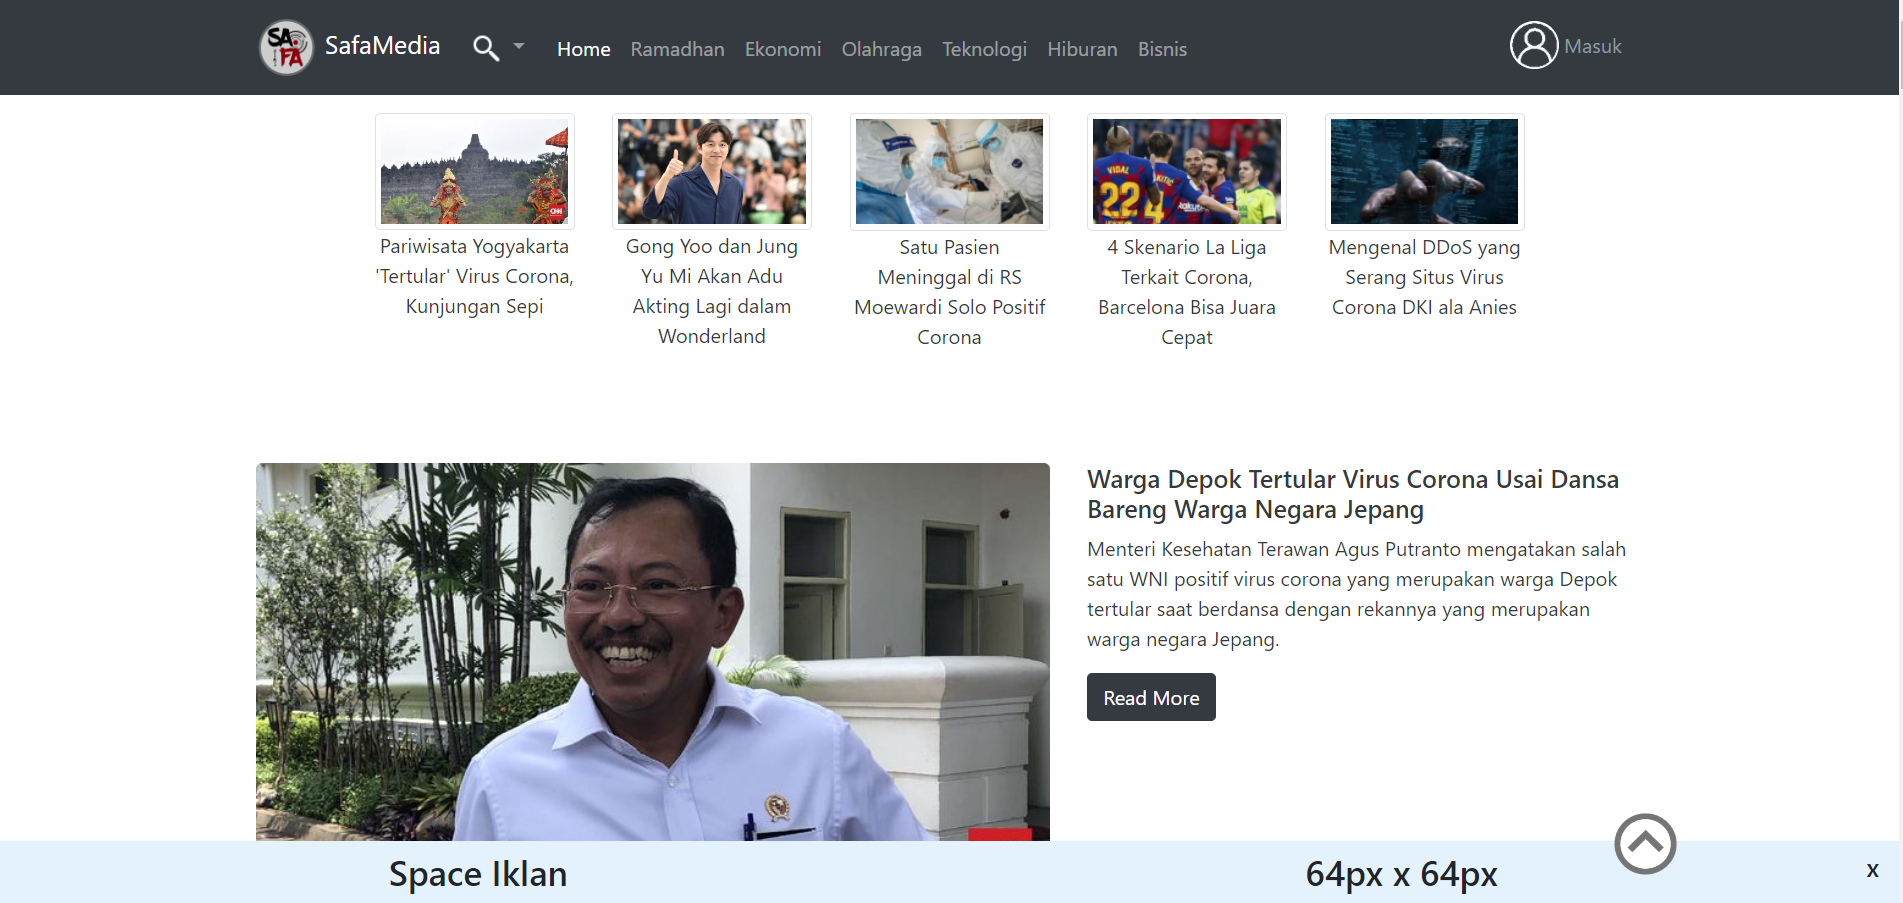 SA
FA
SafaMedia
Home Ramadhan Ekonomi Olahraga Teknologi Hiburan Bisnis
Masuk
CNN
Pariwisata Yogyakarta
'Tertular' Virus Corona,
Kunjungan Sepi
Gong Yoo dan Jung
Yu Mi Akan Adu
Akting Lagi dalam
Wonderland
Satu Pasien
Meninggal di RS
Moewardi Solo Positif
Corona
VIDAL
22
4
Rakuten
4 Skenario La Liga
Terkait Corona,
Barcelona Bisa Juara
Cepat
Mengenal DDoS yang
Serang Situs Virus
Corona DKI ala Anies
Warga Depok Tertular Virus Corona Usai Dansa
Bareng Warga Negara Jepang
Menteri Kesehatan Terawan Agus Putranto mengatakan salah
satu WNI positif virus corona yang merupakan warga Depok
tertular saat berdansa dengan rekannya yang merupakan
warga negara Jepang.
Read More
Space Iklan
64px x 64px
x